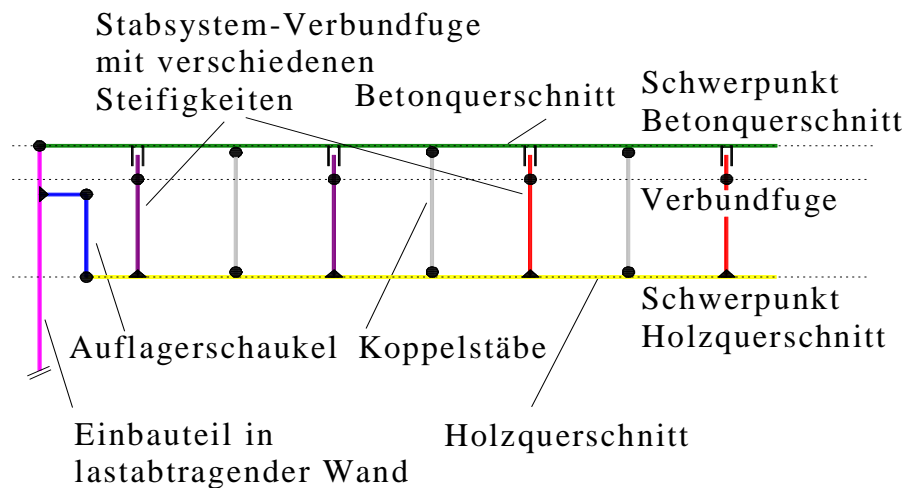 Stabsystem-Verbundfuge
mit verschiedenen
Steifigkeiten
Betonquerschnitt
Schwerpunkt
Betonquerschnitt
Verbundfuge
Schwerpunkt
Holzquerschnitt
Auflagerschaukel
Koppelstäbe
Einbauteil in
lastabtragender Wand
Holzquerschnitt